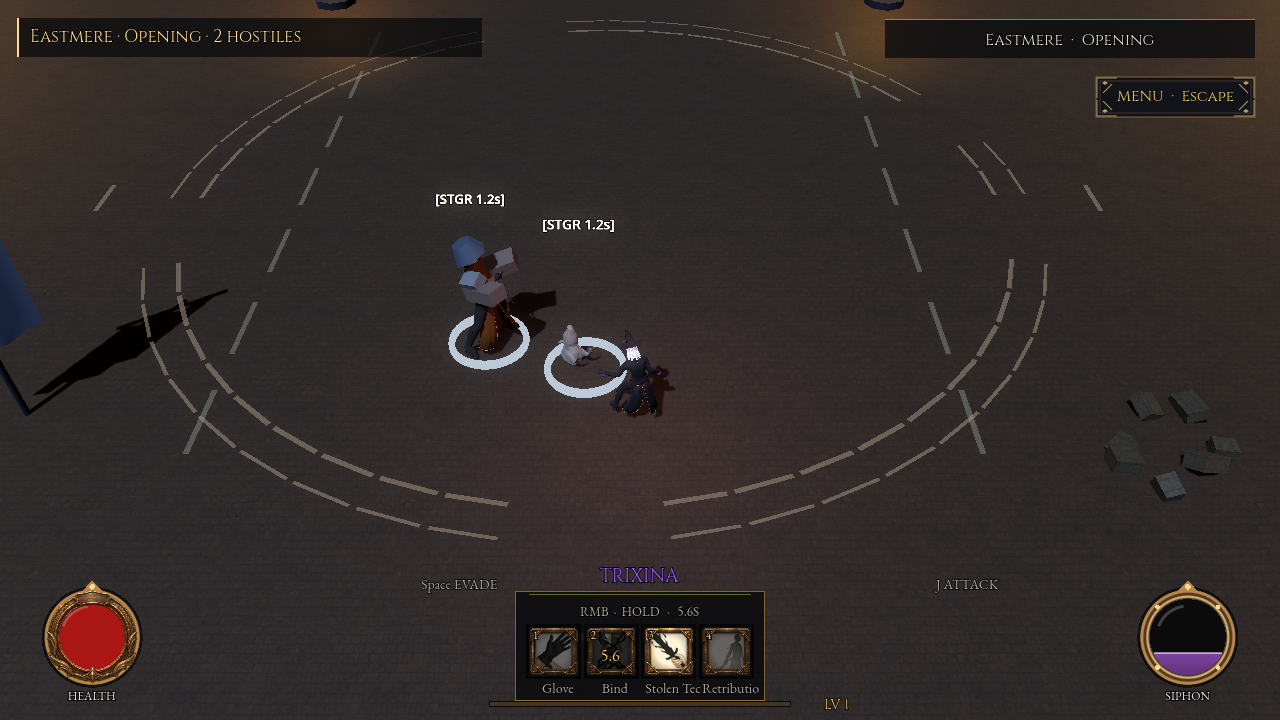 Eastmere · Opening · 2 hostiles
Eastmere · Opening
MENU · Escape
[STGR 1.2s]
[STGR 1.2s]
Space EVADE
TRIXINA
J ATTACK
RMB · HOLD · 5.6S
1 2 3 4
5.6
Glove Bind Stolen Tec Retributio
HEALTH
SIPHON
LV 1